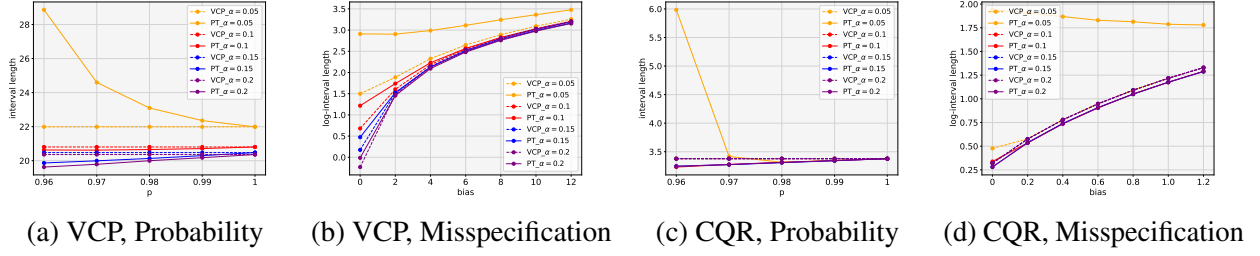 28
26
24
22
20
interval length
0.96 0.97 0.98 0.99 1
p
VCP_α = 0.05
PT_α = 0.05
VCP_α = 0.1
PT_α = 0.1
VCP_α = 0.15
PT_α = 0.15
VCP_α = 0.2
PT_α = 0.2
(a) VCP, Probability
3.5
3.0
2.5
2.0
1.5
1.0
0.5
0.0
log-interval length
0 2 4 6 8 10 12
bias
VCP_α = 0.05
PT_α = 0.05
VCP_α = 0.1
PT_α = 0.1
VCP_α = 0.15
PT_α = 0.15
VCP_α = 0.2
PT_α = 0.2
(b) VCP, Misspecification
6.0
5.5
5.0
4.5
4.0
3.5
interval length
0.96 0.97 0.98 0.99 1
p
VCP_α = 0.05
PT_α = 0.05
VCP_α = 0.1
PT_α = 0.1
VCP_α = 0.15
PT_α = 0.15
VCP_α = 0.2
PT_α = 0.2
(c) CQR, Probability
2.00
1.75
1.50
1.25
1.00
0.75
0.50
0.25
log-interval length
0 0.2 0.4 0.6 0.8 1.0 1.2
bias
VCP_α = 0.05
PT_α = 0.05
VCP_α = 0.1
PT_α = 0.1
VCP_α = 0.15
PT_α = 0.15
VCP_α = 0.2
PT_α = 0.2
(d) CQR, Misspecification